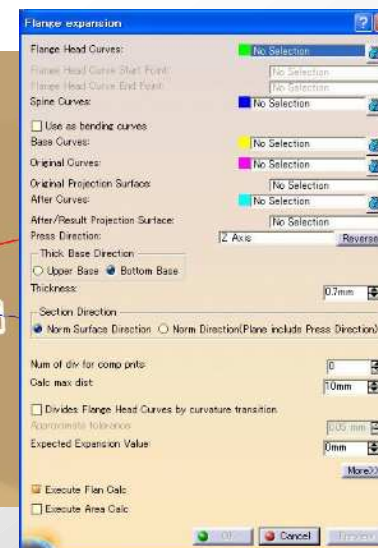 Flange expansion
Flange Head Curves: No Selection
Flange Head Curve Start Point: No Selection
Flange Head Curve End Point: No Selection
Spine Curves: No Selection
Use as bending curves
Base Curves: No Selection
Original Curves: No Selection
Original Projection Surface: No Selection
After Curves: No Selection
After/Result Projection Surface: No Selection
Press Direction: Z Axis Reverse
Thick Base Direction
Upper Base Bottom Base
Thickness: 0.7mm
Section Direction
Norm Surface Direction Norm Direction(Plane include Press Direction)
Num of div for comp pnts: 0
Calc max dist: 10mm
Divides Flange Head Curves by curvature transition
Approximate tolerance: 0.05 mm
Expected Expansion Value: 0mm
More>>
Execute Flan Calc
Execute Area Calc
OK Cancel Preview